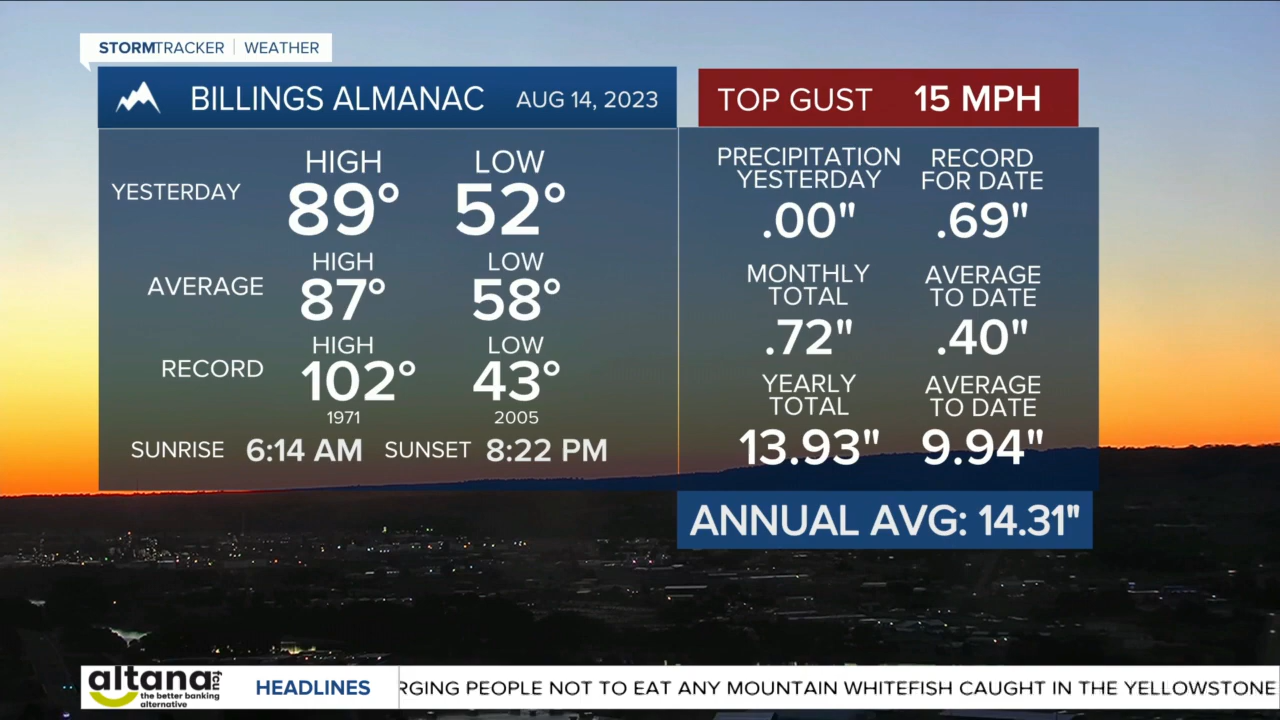 STORMTRACKER | WEATHER
BILLINGS ALMANAC AUG 14, 2023
HIGH LOW
YESTERDAY 89° 52°
HIGH LOW
AVERAGE 87° 58°
HIGH LOW
RECORD 102° 43°
1971 2005
SUNRISE 6:14 AM SUNSET 8:22 PM
TOP GUST 15 MPH
PRECIPITATION YESTERDAY
.00"
RECORD FOR DATE
.69"
MONTHLY TOTAL
.72"
AVERAGE TO DATE
.40"
YEARLY TOTAL
13.93"
AVERAGE TO DATE
9.94"
ANNUAL AVG: 14.31"
altana fcu
the better banking
alternative
HEADLINES
RGING PEOPLE NOT TO EAT ANY MOUNTAIN WHITEFISH CAUGHT IN THE YELLOWSTONE